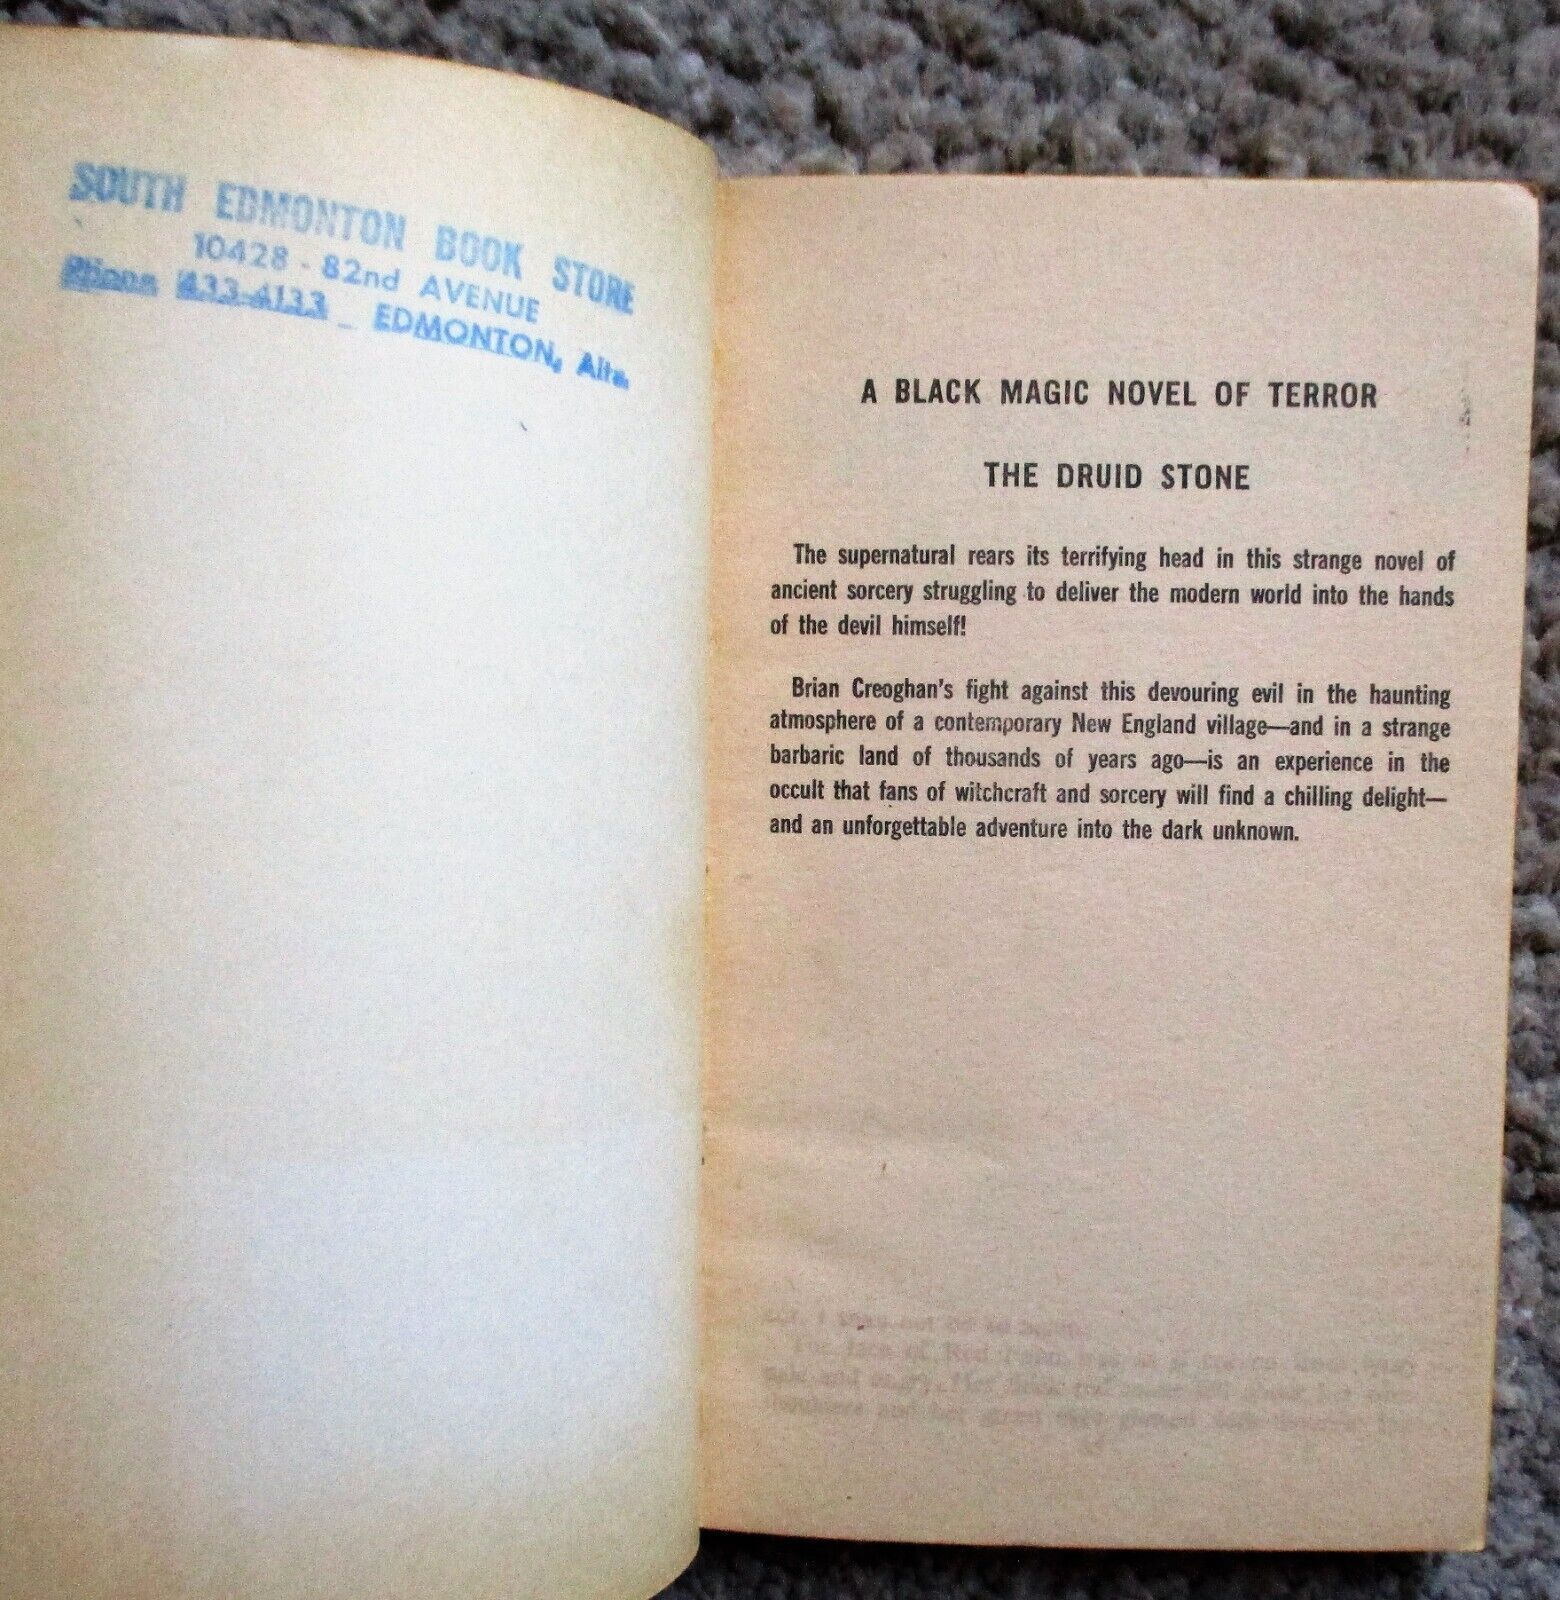 SOUTH EDMONTON BOOK STORE
10428 - 82nd AVENUE
Phone 433-4133 _ EDMONTON, Alta.
A BLACK MAGIC NOVEL OF TERROR
THE DRUID STONE
The supernatural rears its terrifying head in this strange novel of
ancient sorcery struggling to deliver the modern world into the hands
of the devil himself!
Brian Creoghan's fight against this devouring evil in the haunting
atmosphere of a contemporary New England village—and in a strange
barbaric land of thousands of years ago—is an experience in the
occult that fans of witchcraft and sorcery will find a chilling delight—
and an unforgettable adventure into the dark unknown.